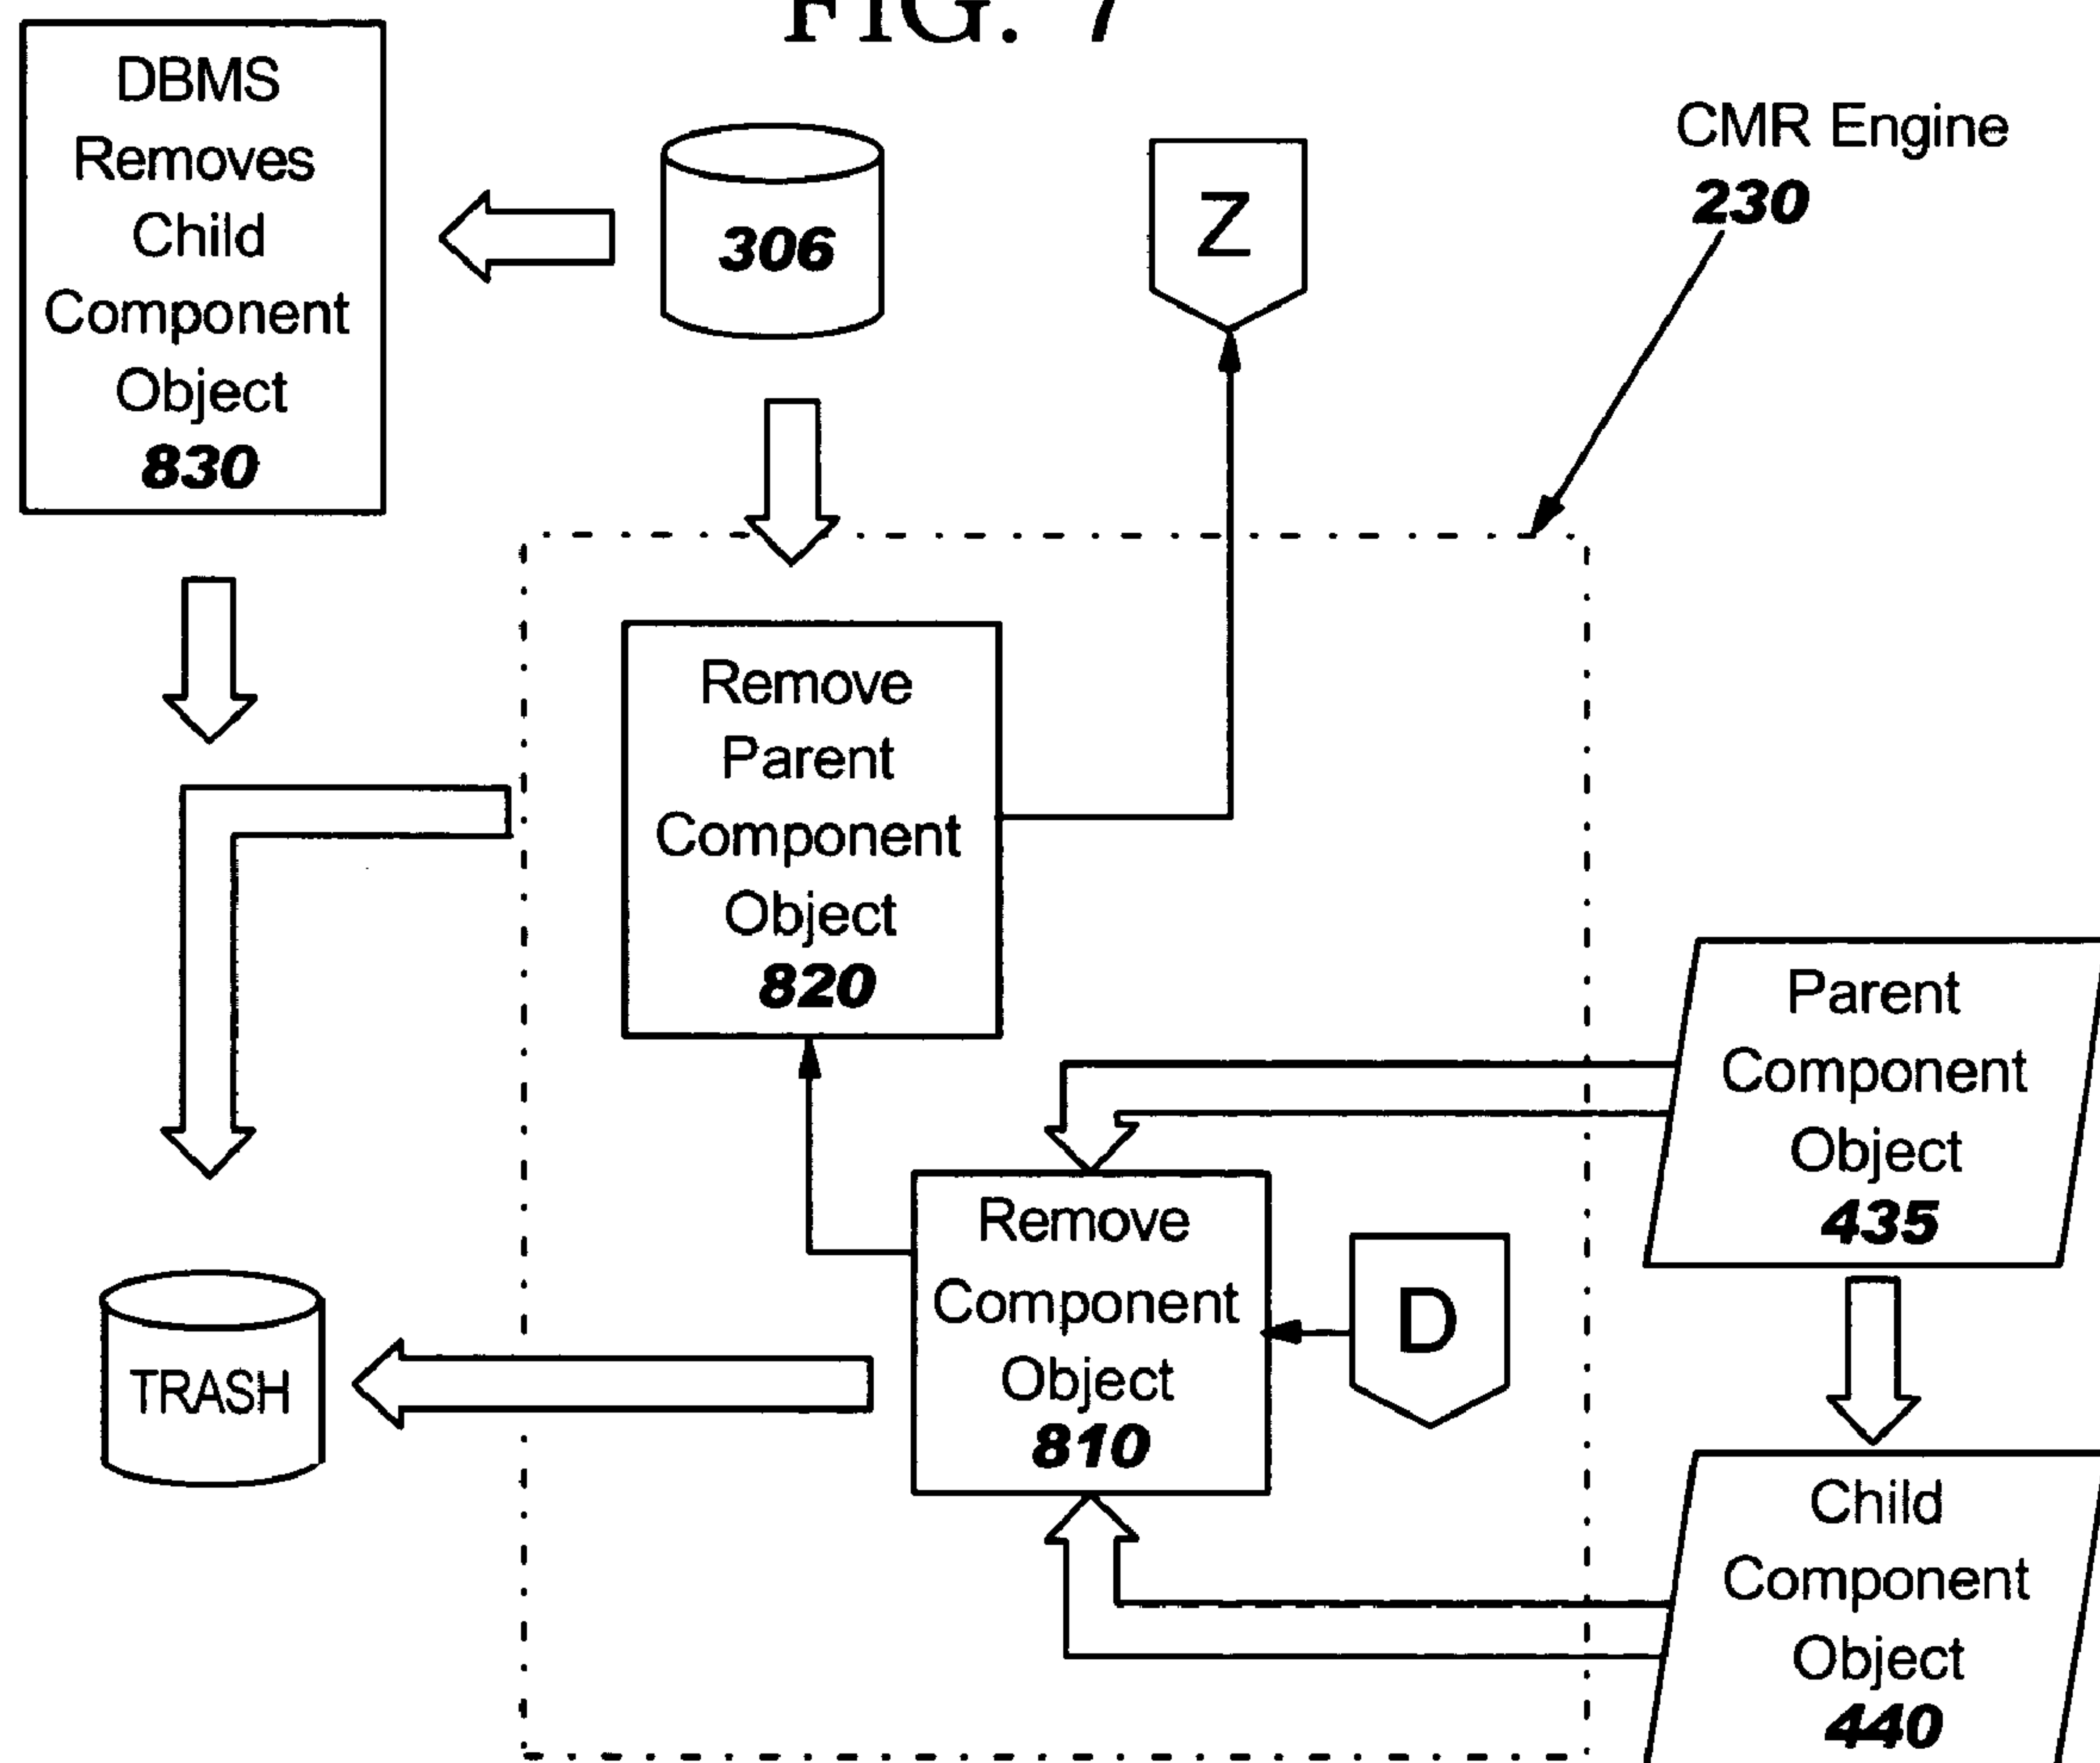 FIG. 7
DBMS
Removes
Child
Component
Object
830
306
Z
CMR Engine
230
Remove
Parent
Component
Object
820
Parent
Component
Object
435
Remove
Component
Object
810
D
TRASH
Child
Component
Object
440